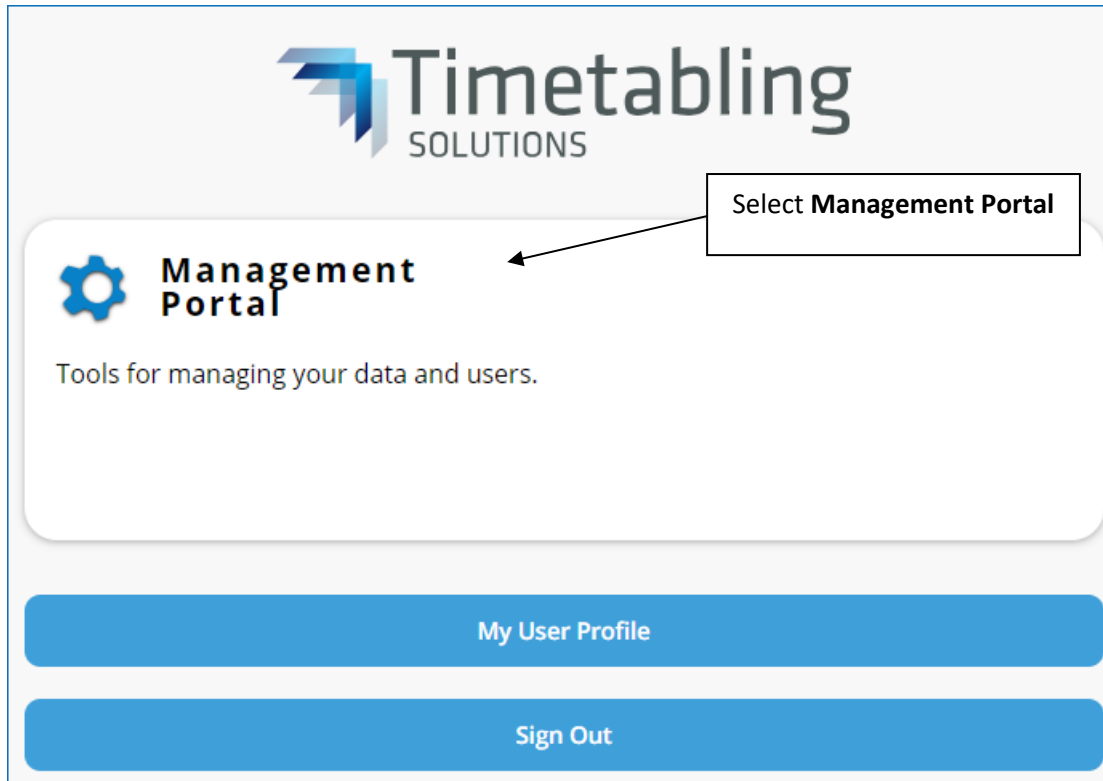 Timetabling
SOLUTIONS
Select Management Portal
Management
Portal
Tools for managing your data and users.
My User Profile
Sign Out